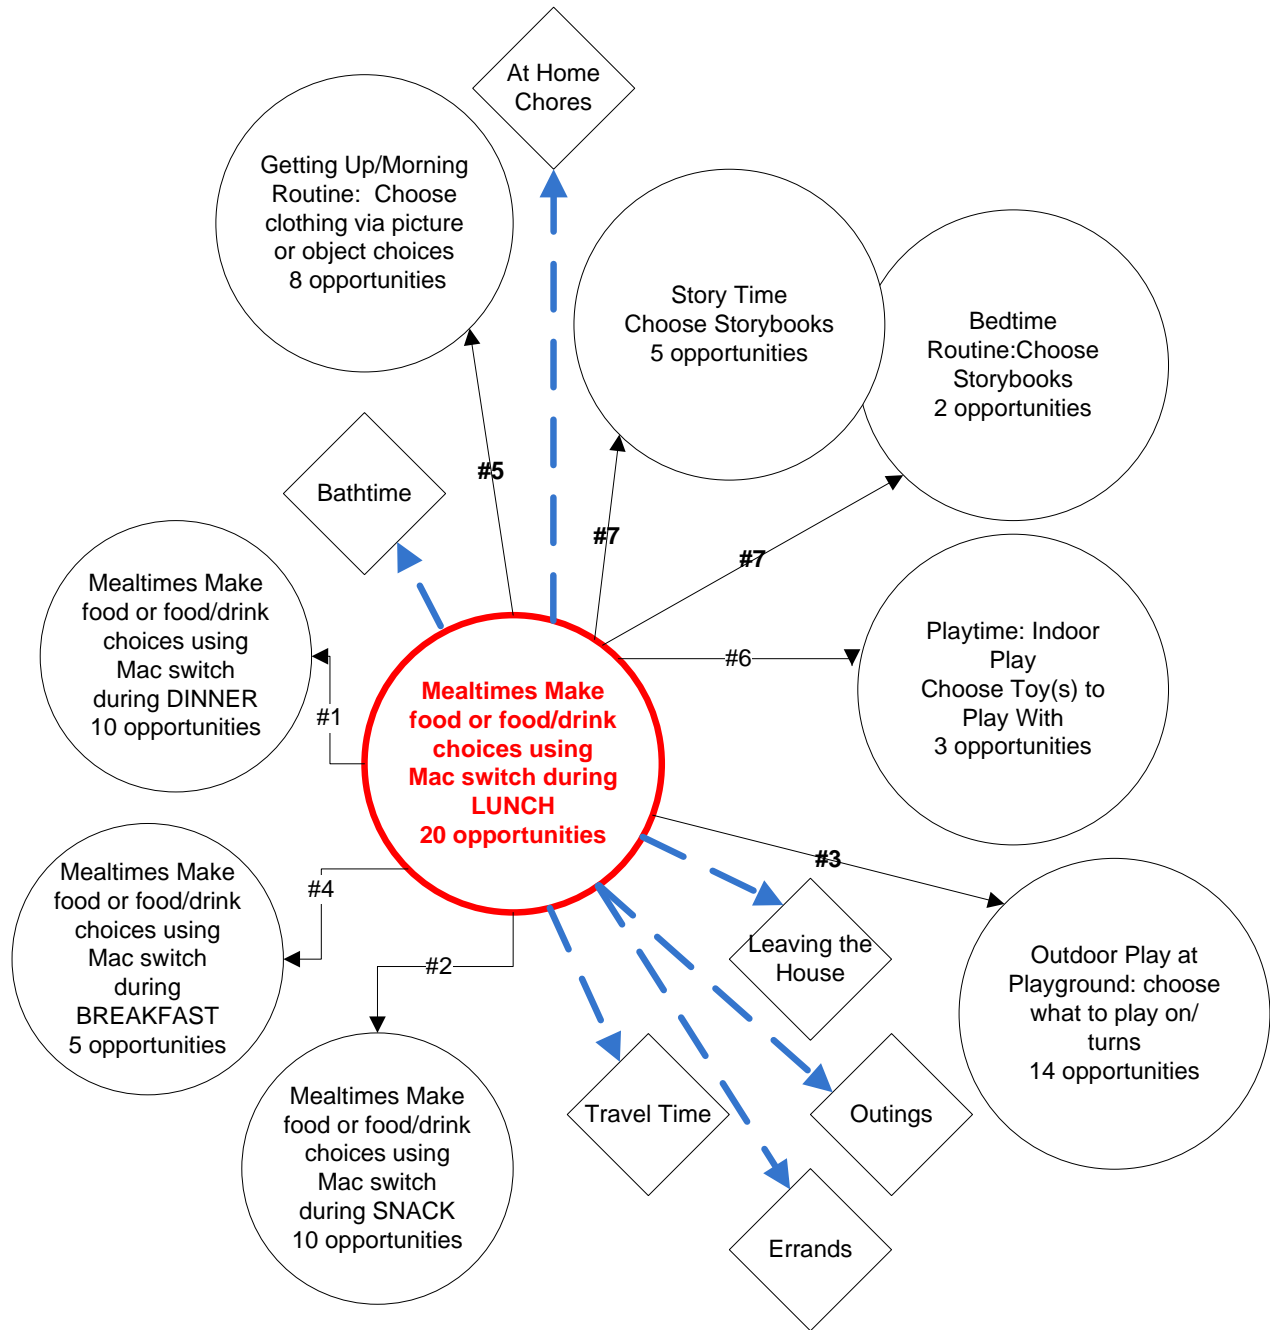 At Home
Chores
Getting Up/Morning
Routine: Choose
clothing via picture
or object choices
8 opportunities
Story Time
Choose Storybooks
5 opportunities
Bedtime
Routine:Choose
Storybooks
2 opportunities
#5
Bathtime
#7
#7
Mealtimes Make
food or food/drink
choices using
Mac switch
during DINNER
10 opportunities
Playtime: Indoor
Play
Choose Toy(s) to
Play With
3 opportunities
#6
#1
Mealtimes Make
food or food/drink
choices using
Mac switch during
LUNCH
20 opportunities
#3
Mealtimes Make
food or food/drink
choices using
Mac switch
during
BREAKFAST
5 opportunities
#4
#2
Leaving the
House
Outdoor Play at
Playground: choose
what to play on/
turns
14 opportunities
Mealtimes Make
food or food/drink
choices using
Mac switch
during SNACK
10 opportunities
Travel Time
Outings
Errands